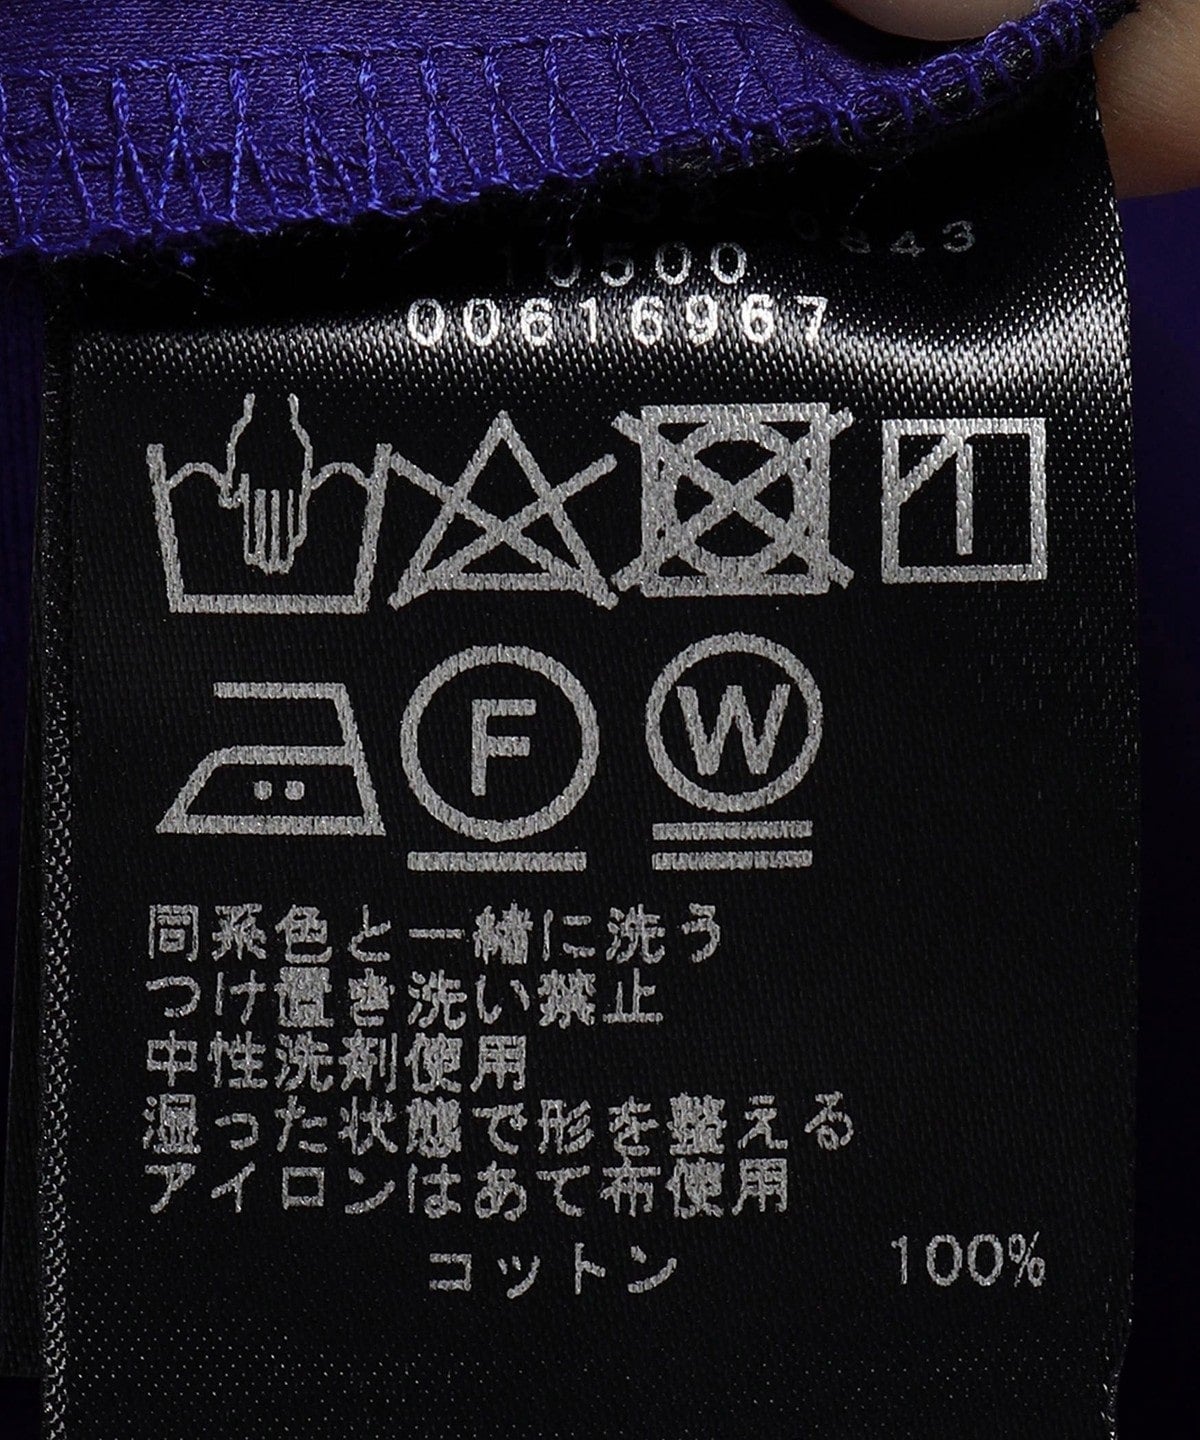 10500
00616967
F W
同系色と一緒に洗う
つけ置き洗い禁止
中性洗剤使用
湿った状態で形を整える
アイロンはあて布使用
コットン 100%